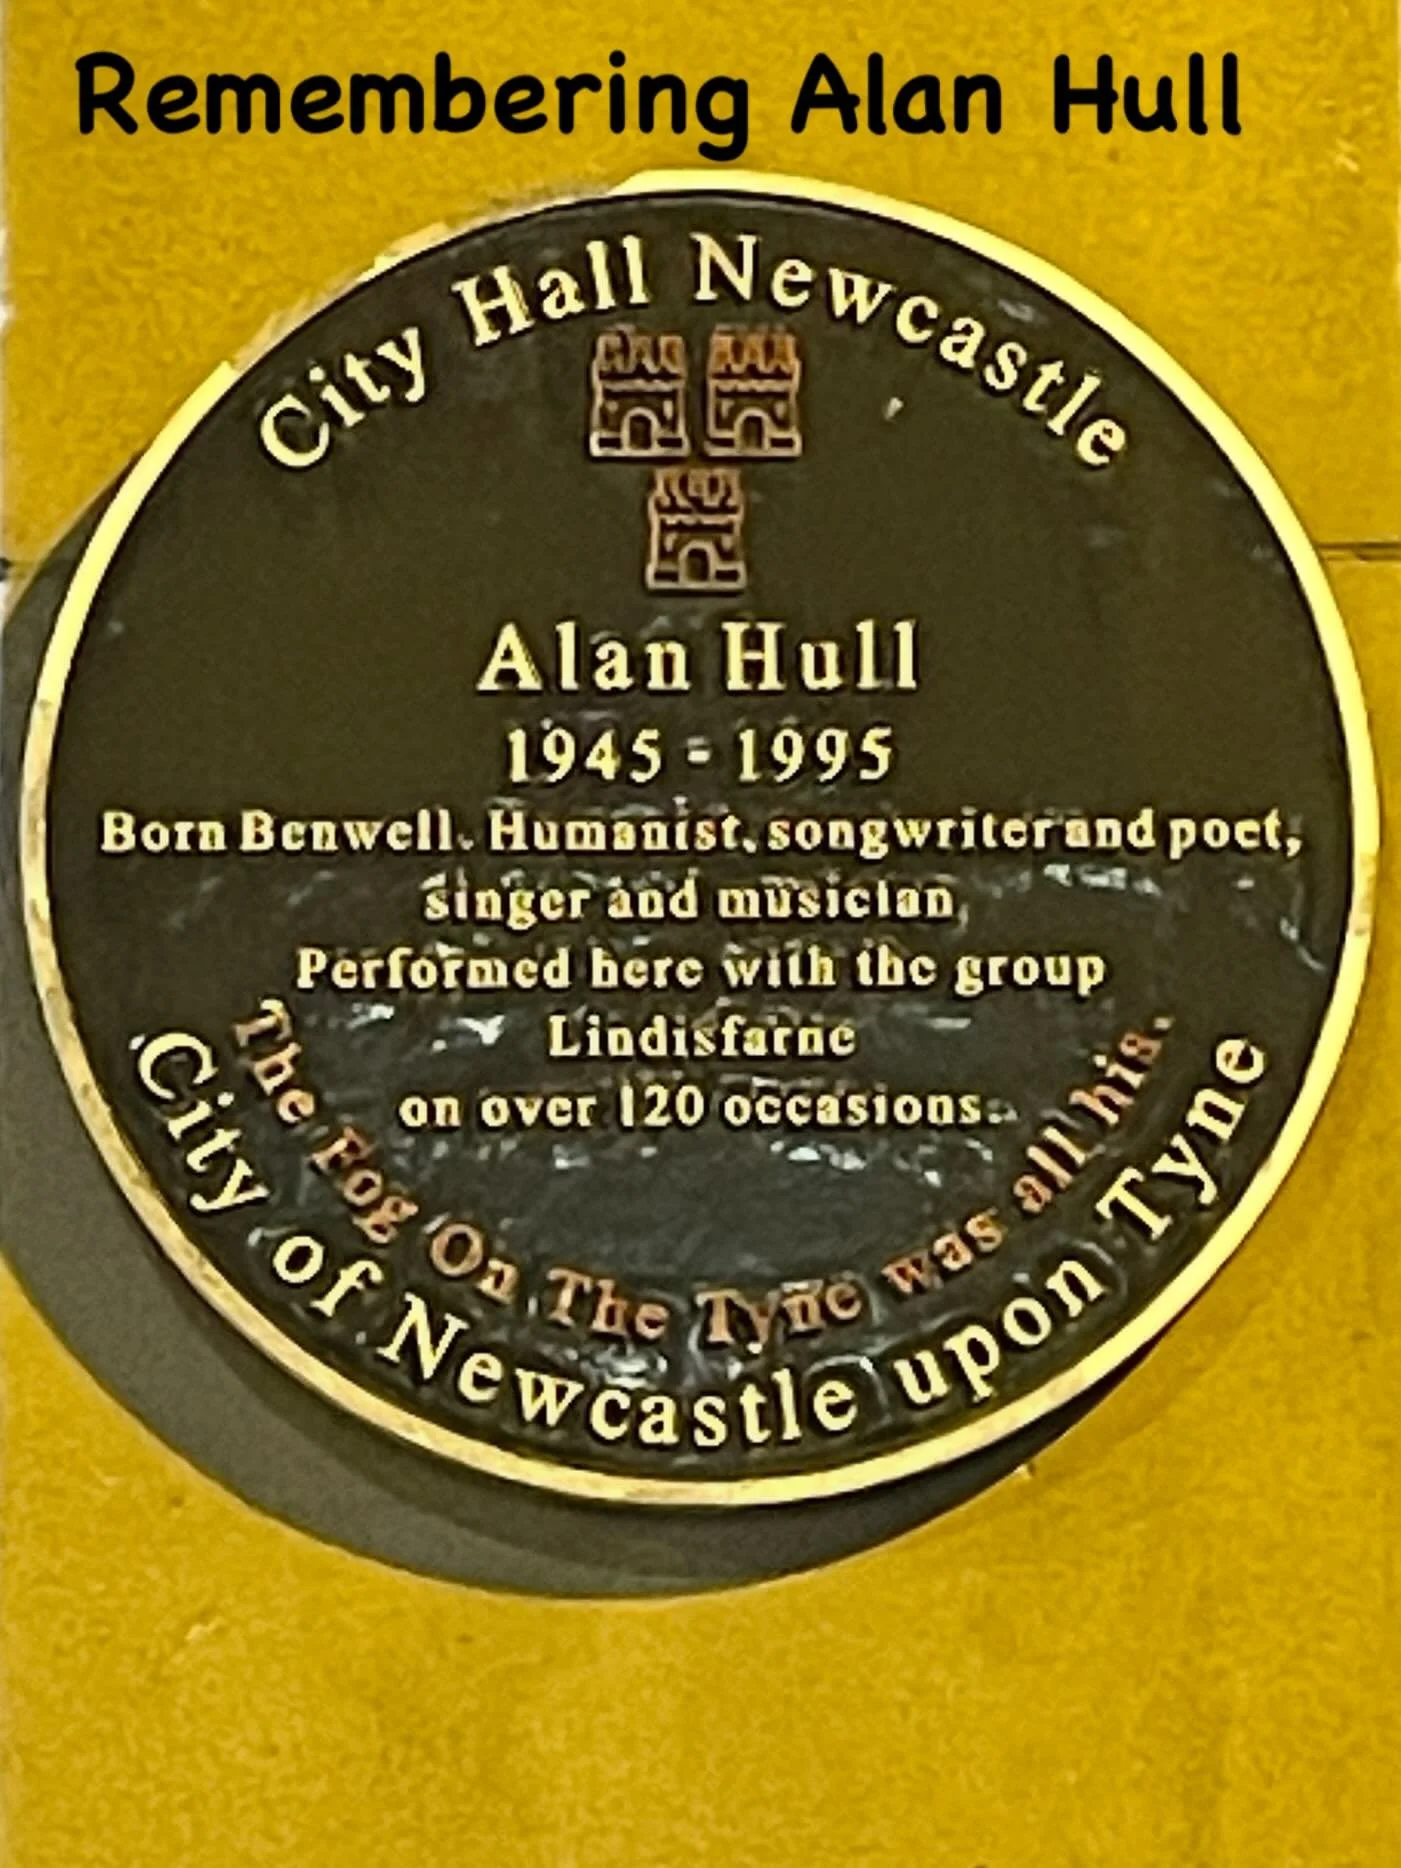 Remembering Alan Hull
City Hall Newcastle
Alan Hull
1945 - 1995
Born Benwell. Humanist, songwriter and poet,
singer and musician,
Performed here with the group
Lindisfarne
on over 120 occasions.
The Fog On The Tyne was all his.
City of Newcastle upon Tyne